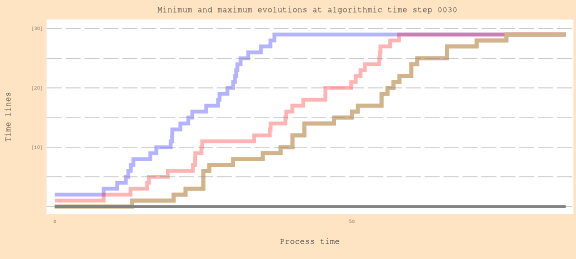 Minimum and maximum evolutions at algorithmic time step 0030
[30]
[20]
[10]
Time lines
0
50
Process time